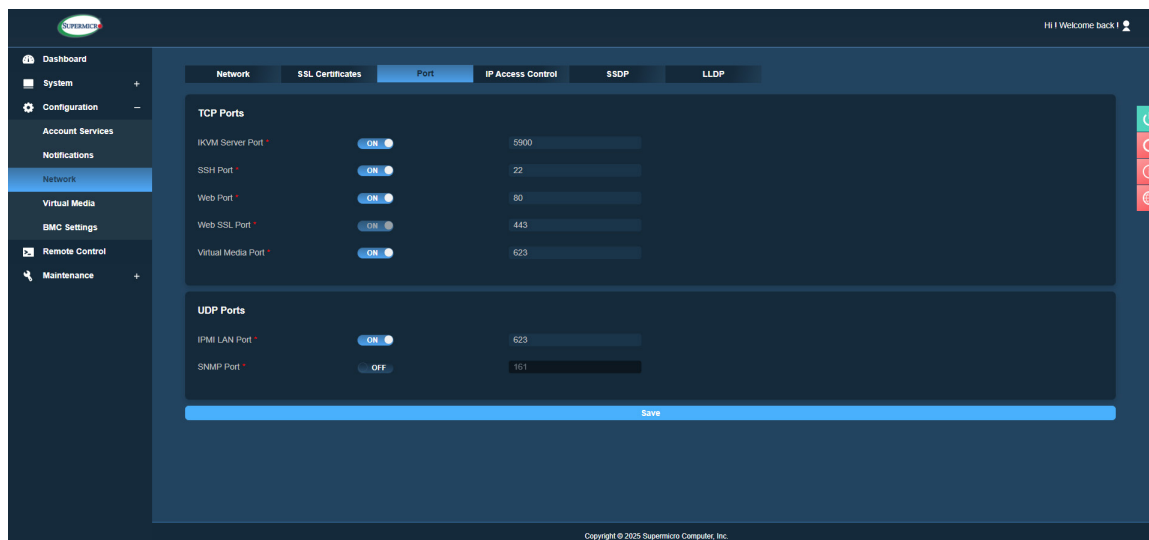 SUPERMICR
Hi ! Welcome back !
Dashboard
System +
Configuration −
Account Services
Notifications
Network
Virtual Media
BMC Settings
Remote Control
Maintenance +
Network SSL Certificates Port IP Access Control SSDP LLDP
TCP Ports
IKVM Server Port * ON 5900
SSH Port * ON 22
Web Port * ON 80
Web SSL Port * ON 443
Virtual Media Port * ON 623
UDP Ports
IPMI LAN Port * ON 623
SNMP Port * OFF 161
Save
Copyright © 2025 Supermicro Computer, Inc.